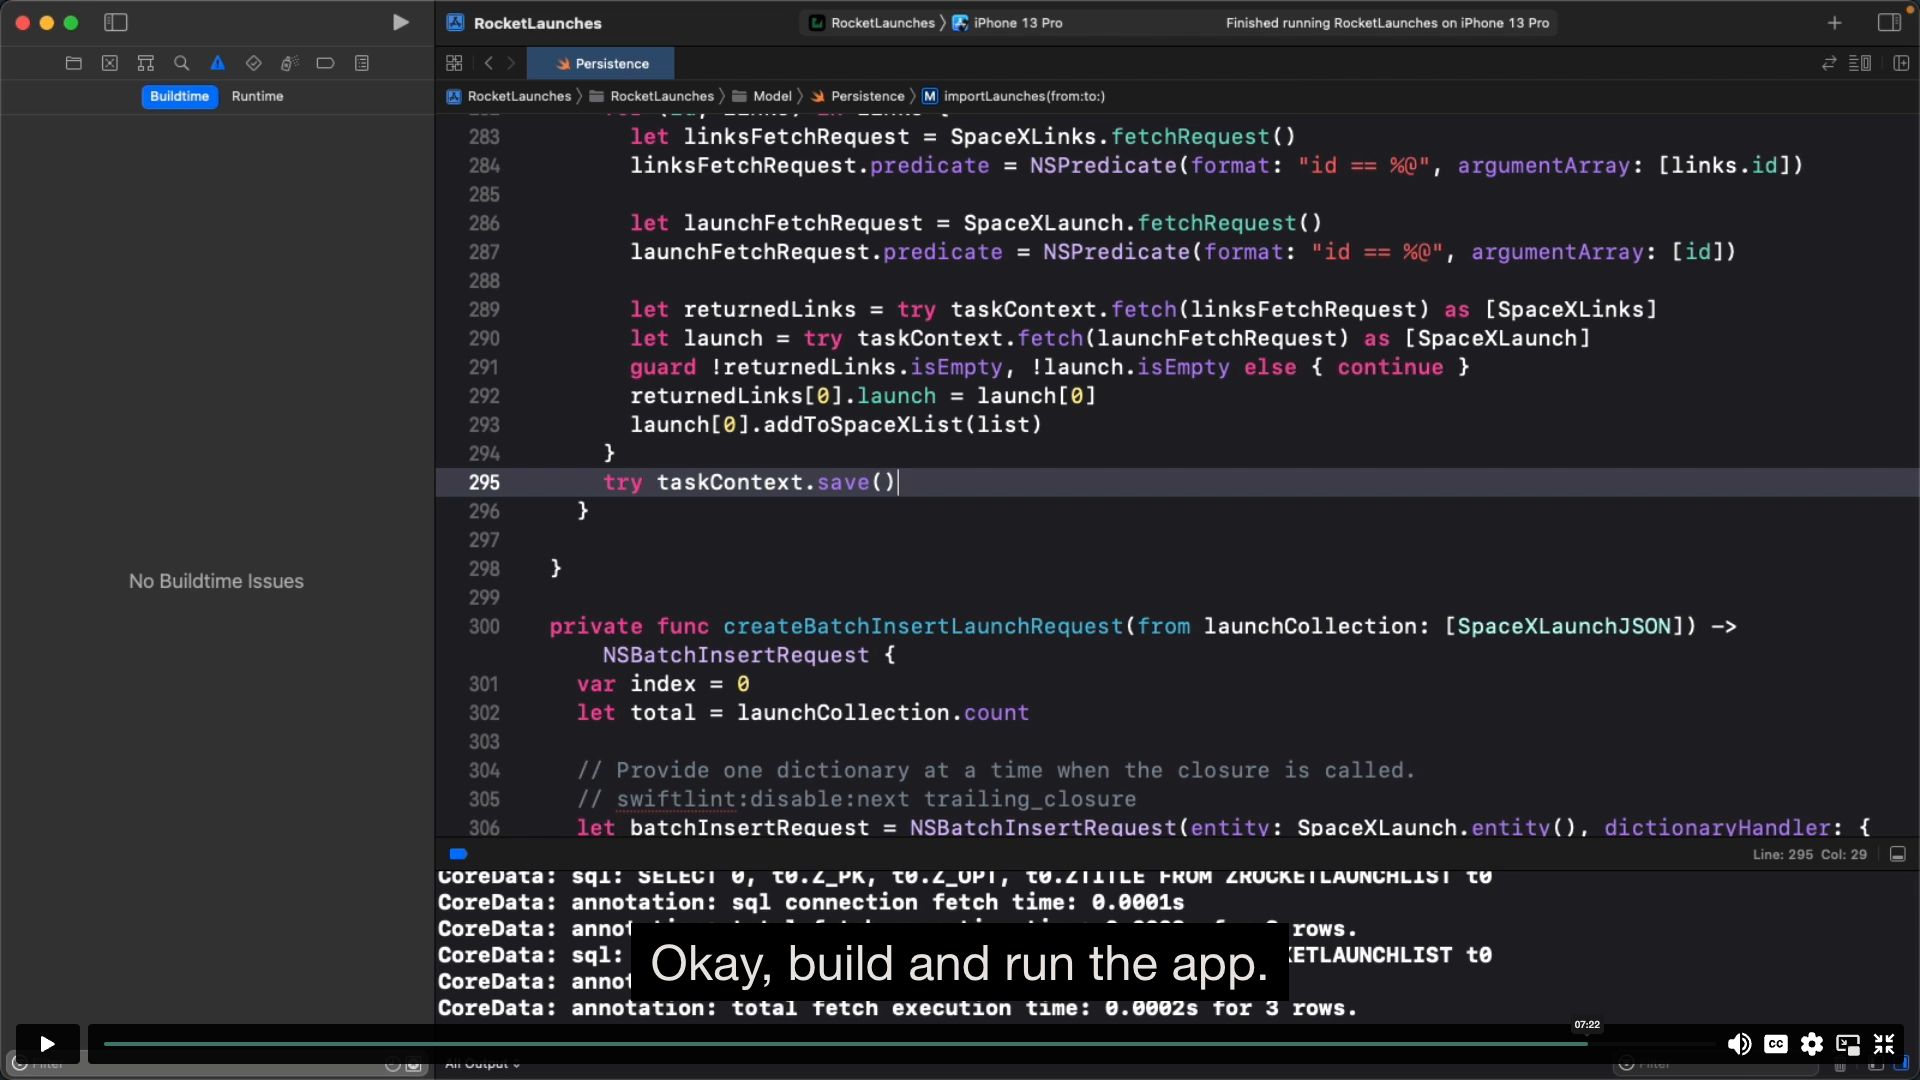 RocketLaunches
RocketLaunches 〉 iPhone 13 Pro
Finished running RocketLaunches on iPhone 13 Pro
Persistence
Buildtime Runtime
RocketLaunches 〉 RocketLaunches 〉 Model 〉 Persistence 〉 M importLaunches(from:to:)
283 let linksFetchRequest = SpaceXLinks.fetchRequest()
284 linksFetchRequest.predicate = NSPredicate(format: "id == %@", argumentArray: [links.id])
285
286 let launchFetchRequest = SpaceXLaunch.fetchRequest()
287 launchFetchRequest.predicate = NSPredicate(format: "id == %@", argumentArray: [id])
288
289 let returnedLinks = try taskContext.fetch(linksFetchRequest) as [SpaceXLinks]
290 let launch = try taskContext.fetch(launchFetchRequest) as [SpaceXLaunch]
291 guard !returnedLinks.isEmpty, !launch.isEmpty else { continue }
292 returnedLinks[0].launch = launch[0]
293 launch[0].addToSpaceXList(list)
294 }
295 try taskContext.save()
296 }
297
298 }
299
300 private func createBatchInsertLaunchRequest(from launchCollection: [SpaceXLaunchJSON]) ->
NSBatchInsertRequest {
301 var index = 0
302 let total = launchCollection.count
303
304 // Provide one dictionary at a time when the closure is called.
305 // swiftlint:disable:next trailing_closure
306 let batchInsertRequest = NSBatchInsertRequest(entity: SpaceXLaunch.entity(), dictionaryHandler: {
No Buildtime Issues
Line: 295 Col: 29
CoreData: sql: SELECT 0, t0.Z_PK, t0.Z_OPT, t0.ZTITLE FROM ZROCKETLAUNCHLIST t0
CoreData: annotation: sql connection fetch time: 0.0001s
CoreData: rows.
CoreData: sql: t0
CoreData:
CoreData: annotation: total fetch execution time: 0.0002s for 3 rows.
Okay, build and run the app.
07:22
CC
Filter
All Output
Filter